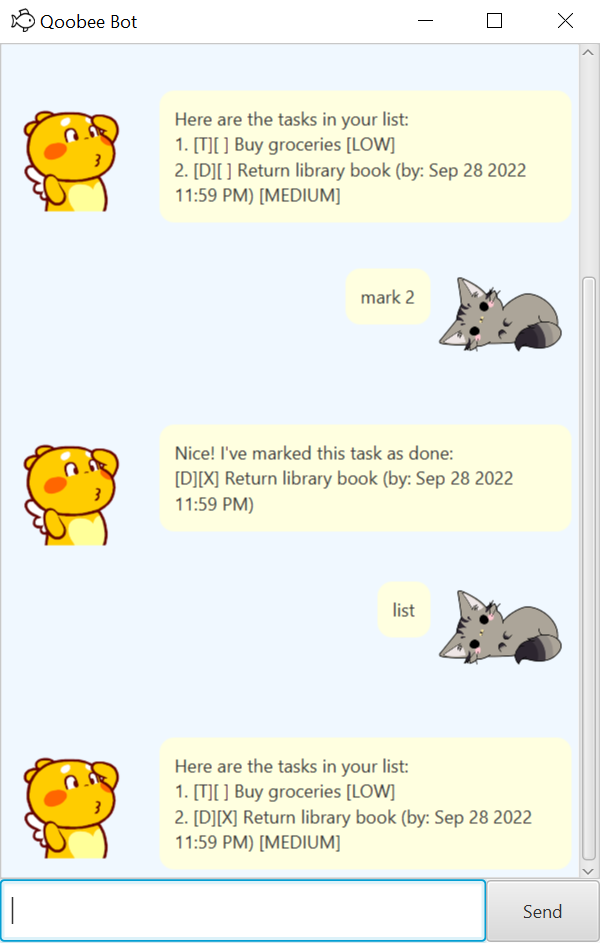 Qoobee Bot
Here are the tasks in your list:
1. [T][ ] Buy groceries [LOW]
2. [D][ ] Return library book (by: Sep 28 2022
11:59 PM) [MEDIUM]
mark 2
Nice! I've marked this task as done:
[D][X] Return library book (by: Sep 28 2022
11:59 PM)
list
Here are the tasks in your list:
1. [T][ ] Buy groceries [LOW]
2. [D][X] Return library book (by: Sep 28 2022
11:59 PM) [MEDIUM]
Send